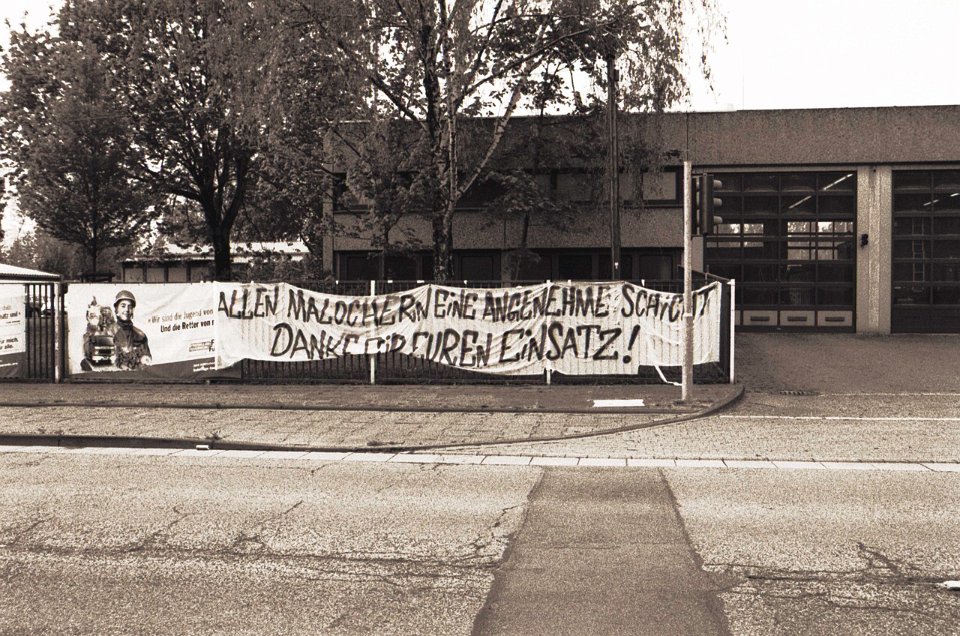 ALLEN MALOCHERN EINE ANGENEHME SCHICHT
DANKE FÜR EUREN EINSATZ!
»Wir sind die Jugend von
Und die Retter von